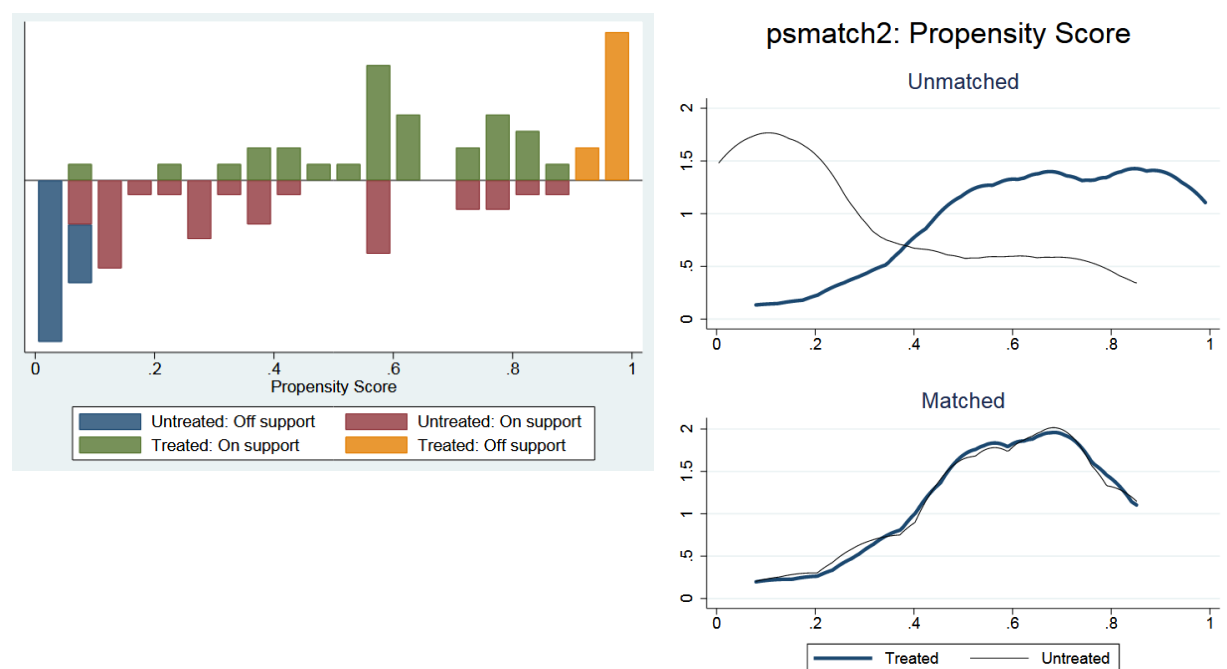 0 .2 .4 .6 .8 1
Propensity Score
Untreated: Off support Untreated: On support
Treated: On support Treated: Off support
psmatch2: Propensity Score
Unmatched
2
1.5
1
.5
0
0 .2 .4 .6 .8 1
Matched
2
1.5
1
.5
0
0 .2 .4 .6 .8 1
Treated Untreated